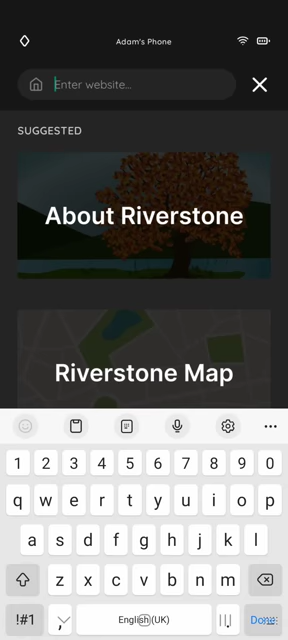 Adam's Phone
Enter website...
SUGGESTED
About Riverstone
Riverstone Map
1 2 3 4 5 6 7 8 9 0
q w e r t y u i o p
a s d f g h j k l
z x c v b n m
!#1 , English (UK) Done